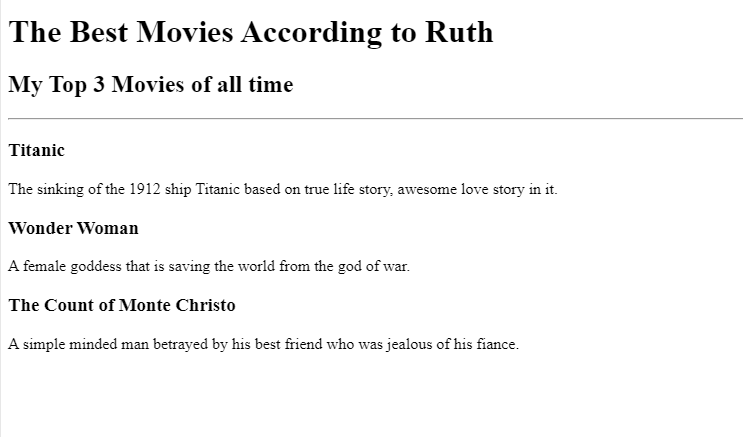 The Best Movies According to Ruth
My Top 3 Movies of all time
Titanic
The sinking of the 1912 ship Titanic based on true life story, awesome love story in it.
Wonder Woman
A female goddess that is saving the world from the god of war.
The Count of Monte Christo
A simple minded man betrayed by his best friend who was jealous of his fiance.